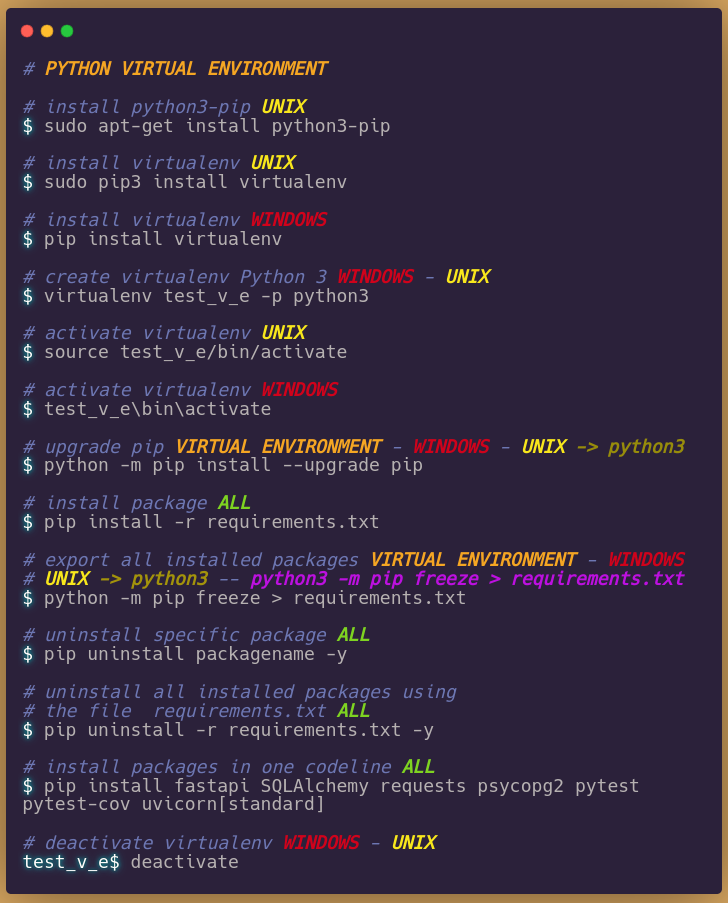 # PYTHON VIRTUAL ENVIRONMENT
# install python3-pip UNIX
$ sudo apt-get install python3-pip
# install virtualenv UNIX
$ sudo pip3 install virtualenv
# install virtualenv WINDOWS
$ pip install virtualenv
# create virtualenv Python 3 WINDOWS - UNIX
$ virtualenv test_v_e -p python3
# activate virtualenv UNIX
$ source test_v_e/bin/activate
# activate virtualenv WINDOWS
$ test_v_e\bin\activate
# upgrade pip VIRTUAL ENVIRONMENT - WINDOWS - UNIX -> python3
$ python -m pip install --upgrade pip
# install package ALL
$ pip install -r requirements.txt
# export all installed packages VIRTUAL ENVIRONMENT - WINDOWS
# UNIX -> python3 -- python3 -m pip freeze > requirements.txt
$ python -m pip freeze > requirements.txt
# uninstall specific package ALL
$ pip uninstall packagename -y
# uninstall all installed packages using
# the file  requirements.txt ALL
$ pip uninstall -r requirements.txt -y
# install packages in one codeline ALL
$ pip install fastapi SQLAlchemy requests psycopg2 pytest
pytest-cov uvicorn[standard]
# deactivate virtualenv WINDOWS - UNIX
test_v_e$ deactivate